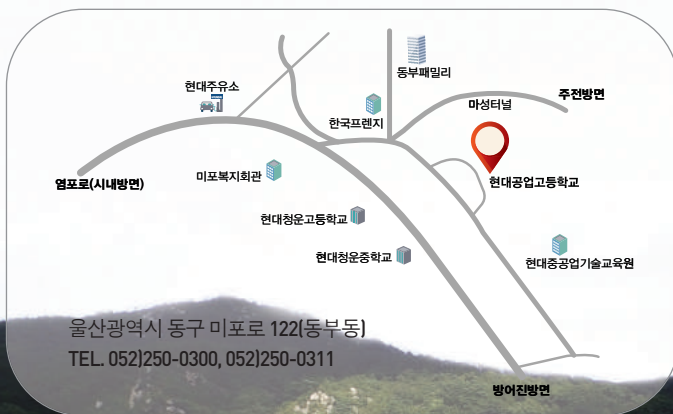 동부패밀리
현대주유소
주전방면
마성터널
한국프렌지
미포복지회관
염포로(시내방면)
현대공업고등학교
현대청운고등학교
현대청운중학교
현대중공업기술교육원
울산광역시 동구 미포로 122(동부동)
TEL. 052)250-0300, 052)250-0311
방어진방면